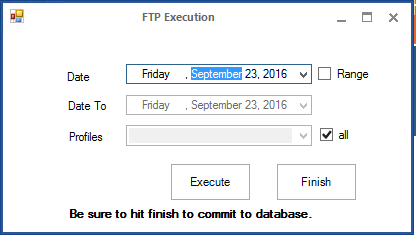 FTP Execution
Date Friday , September 23, 2016 Range
Date To Friday , September 23, 2016
Profiles all
Execute Finish
Be sure to hit finish to commit to database.